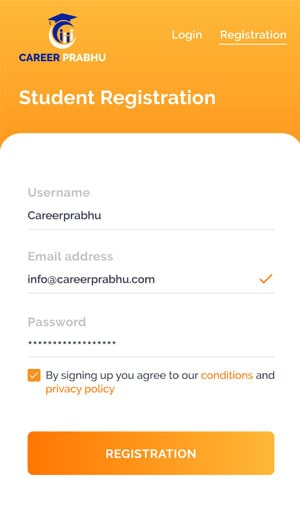 Login Registration
CAREER PRABHU
Student Registration
Username
Careerprabhu
Email address
info@careerprabhu.com
Password
******************
By signing up you agree to our conditions and
privacy policy
REGISTRATION